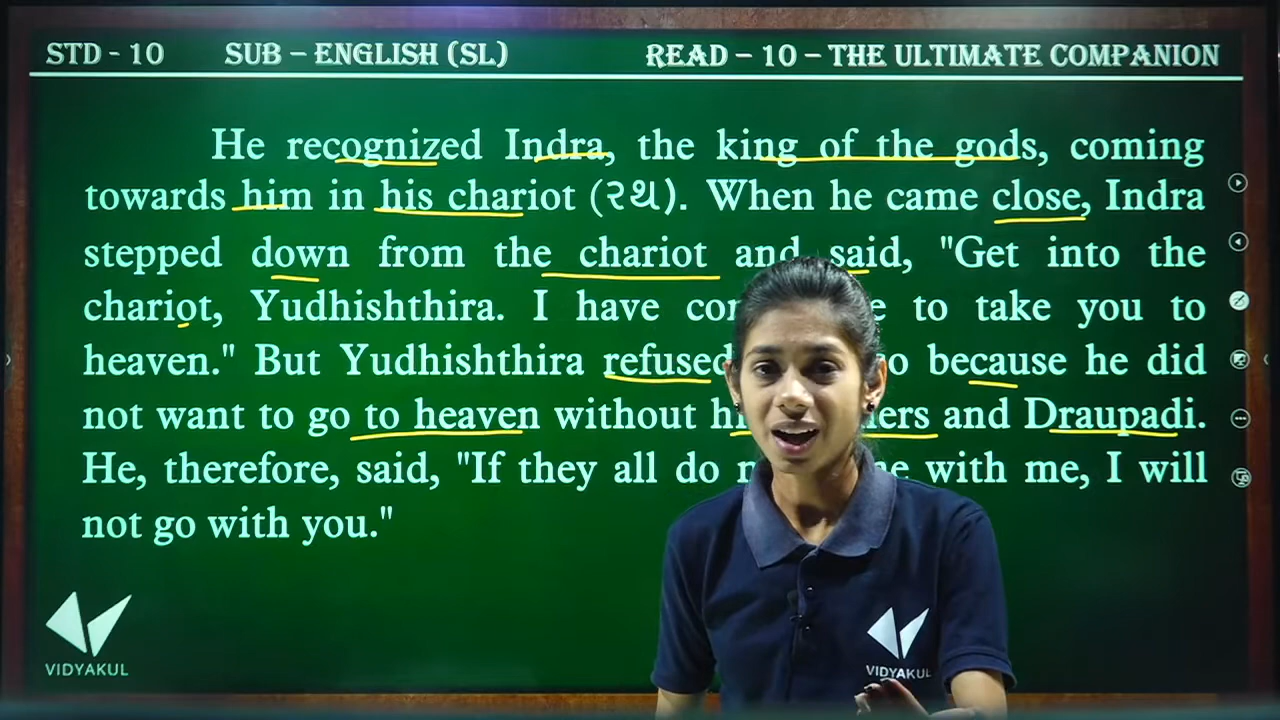 STD - 10 SUB – ENGLISH (SL) READ – 10 – THE ULTIMATE COMPANION
He recognized Indra, the king of the gods, coming
towards him in his chariot (રથ). When he came close, Indra
stepped down from the chariot and said, "Get into the
chariot, Yudhishthira. I have to take you to
heaven." But Yudhishthira refused because he did
not want to go to heaven without and Draupadi.
He, therefore, said, "If they all do with me, I will
not go with you."
VIDYAKUL
VIDYAKUL